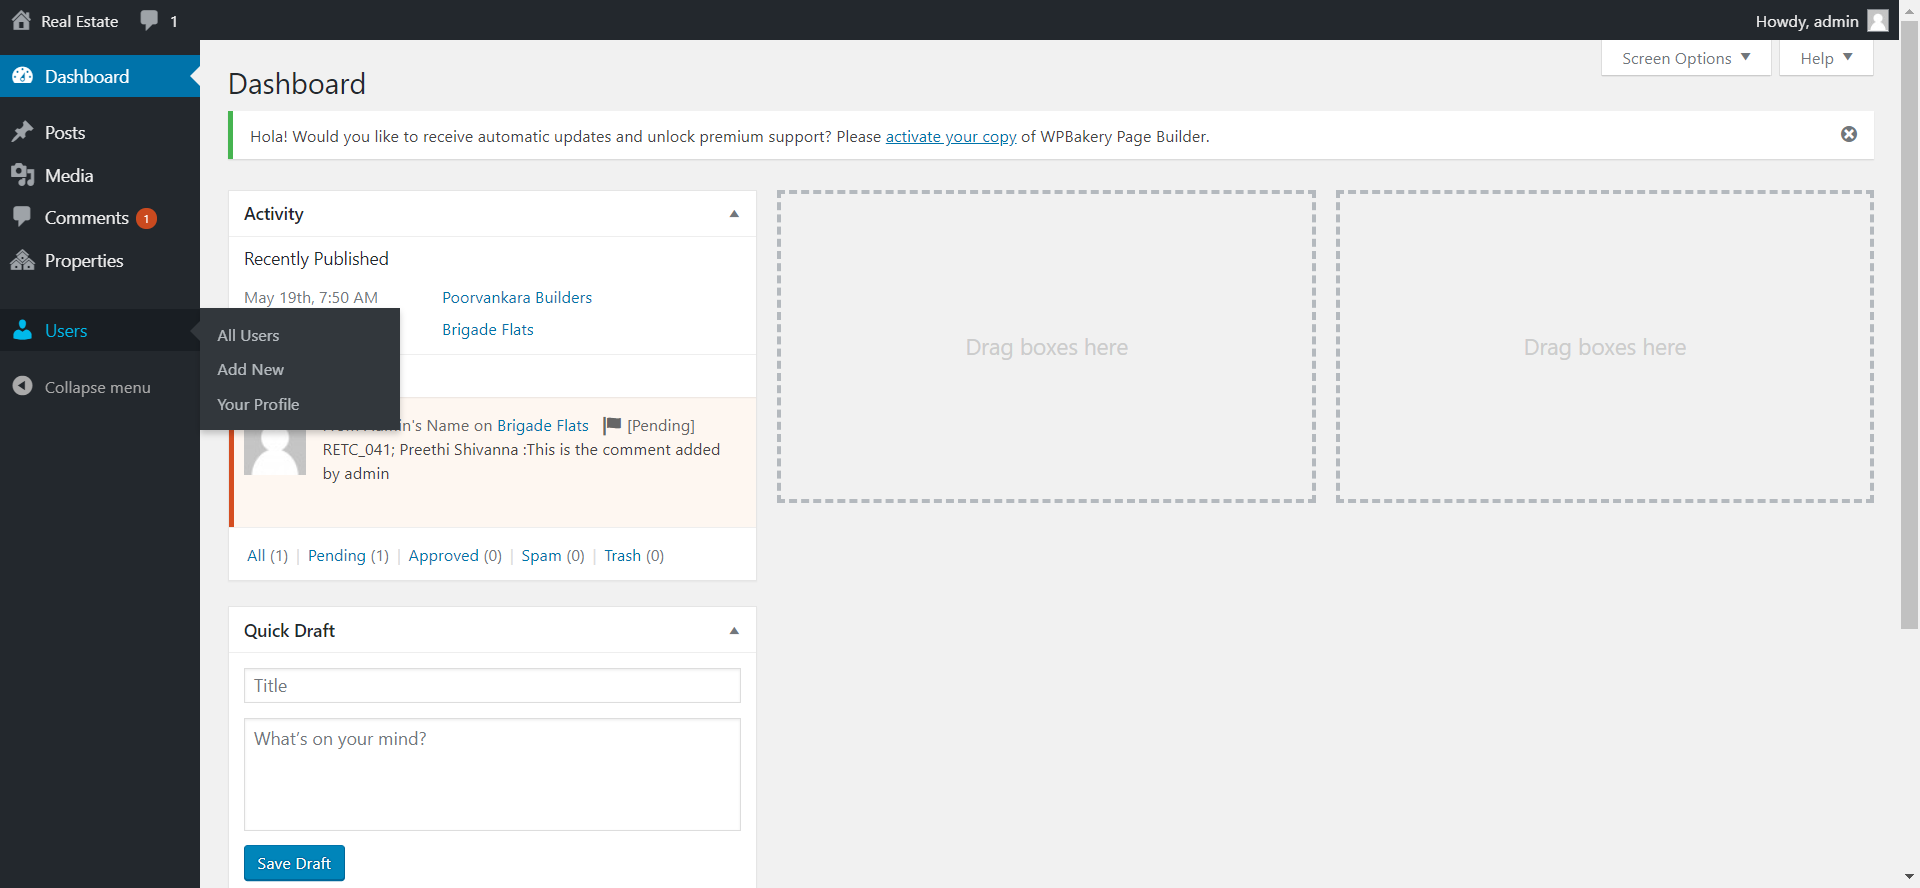 Real Estate 1 Howdy, admin
Screen Options Help
Dashboard
Posts
Media
Comments 1
Properties
Users
Collapse menu
All Users
Add New
Your Profile
Dashboard
Hola! Would you like to receive automatic updates and unlock premium support? Please activate your copy of WPBakery Page Builder.
Activity
Recently Published
May 19th, 7:50 AM Poorvankara Builders
Brigade Flats
's Name on Brigade Flats [Pending]
RETC_041; Preethi Shivanna :This is the comment added
by admin
All (1) | Pending (1) | Approved (0) | Spam (0) | Trash (0)
Quick Draft
Title
What's on your mind?
Save Draft
Drag boxes here
Drag boxes here